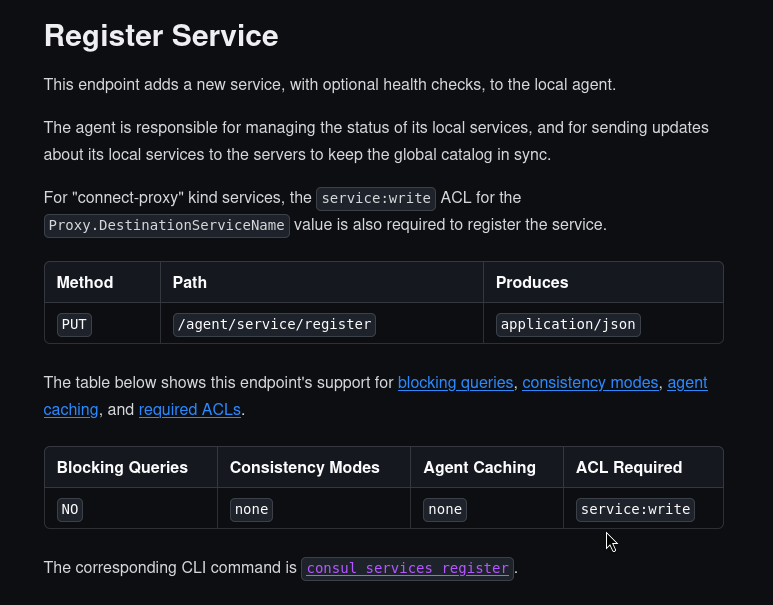 Register Service
This endpoint adds a new service, with optional health checks, to the local agent.
The agent is responsible for managing the status of its local services, and for sending updates
about its local services to the servers to keep the global catalog in sync.
For "connect-proxy" kind services, the service:write ACL for the
Proxy.DestinationServiceName value is also required to register the service.
Method Path Produces
PUT /agent/service/register application/json
The table below shows this endpoint's support for blocking queries, consistency modes, agent
caching, and required ACLs.
Blocking Queries Consistency Modes Agent Caching ACL Required
NO none none service:write
The corresponding CLI command is consul services register.